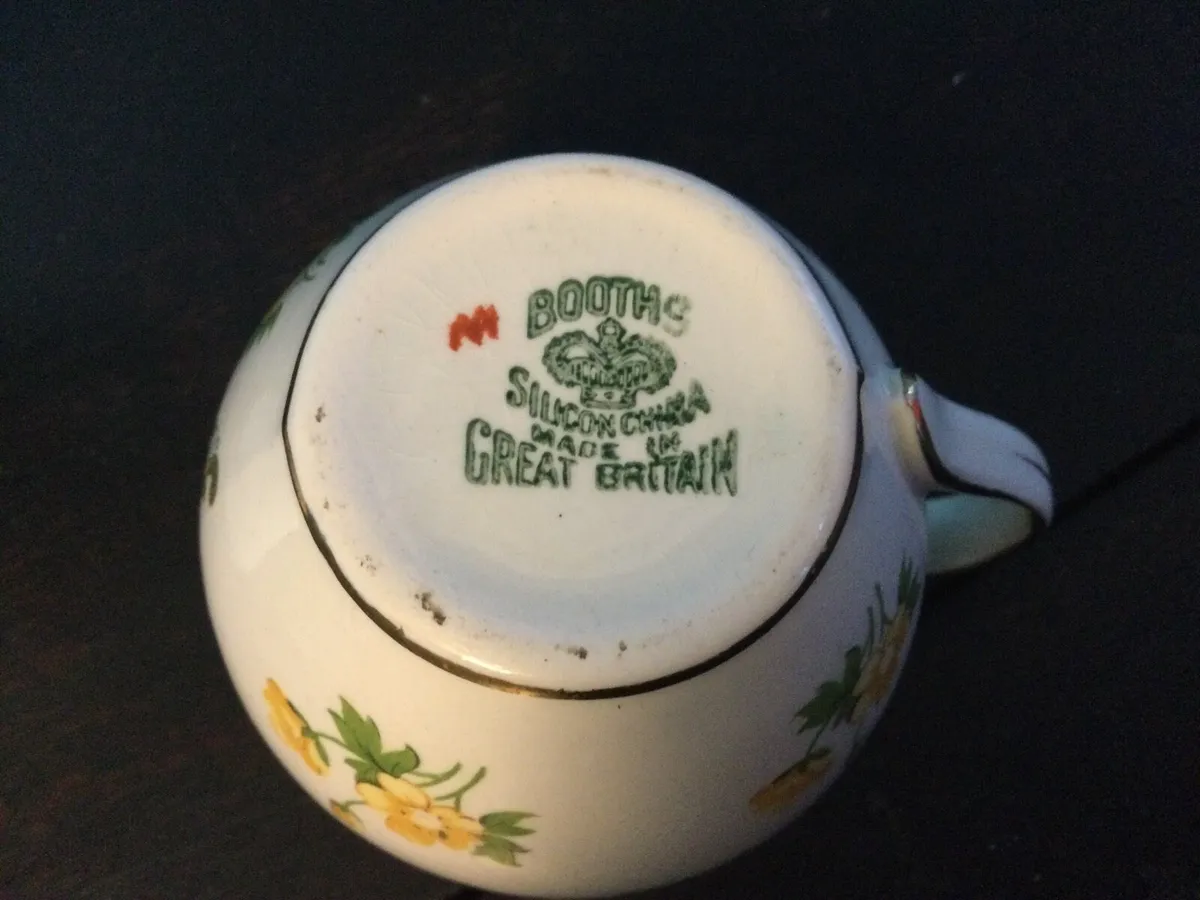 BOOTHS
SILICON CHINA
MADE IN
GREAT BRITAIN